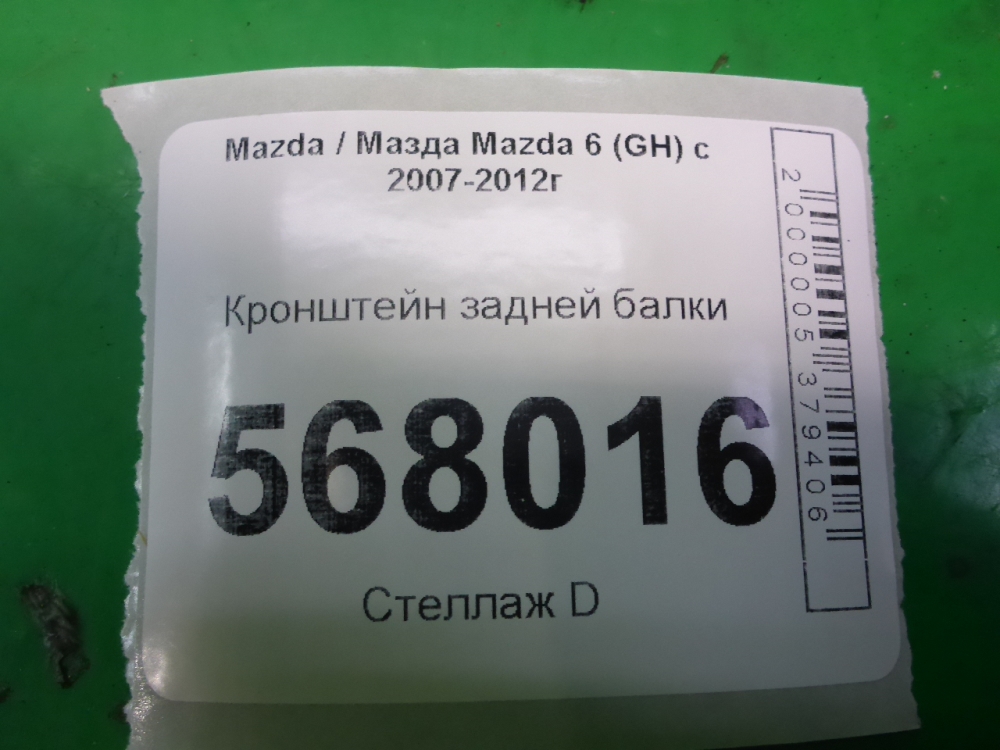 Mazda / Мазда Mazda 6 (GH) с
2007-2012г
Кронштейн задней балки
568016
Стеллаж D
2000005379406